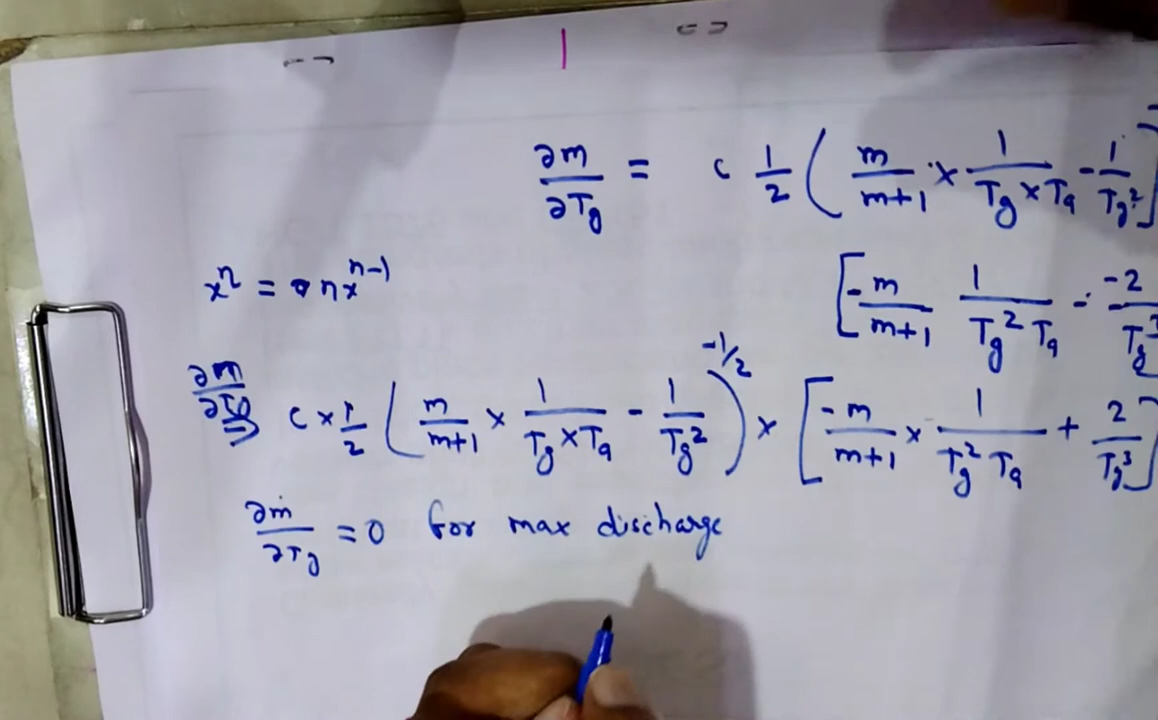 ∂m/∂Tg = c 1/2 ( m/m+1 × 1/Tg×Ta - 1/Tg²
[ -m/m+1 1/Tg² Ta - -2/Tg³ ]
xⁿ = nxⁿ⁻¹
∂m/∂Tg ⇒ C × 1/2 ( m/m+1 × 1/Tg×Ta - 1/Tg² )^-1/2 × [ -m/m+1 × 1/Tg² Ta + 2/Tg³ ]
∂ṁ/∂Tg = 0 for max discharge